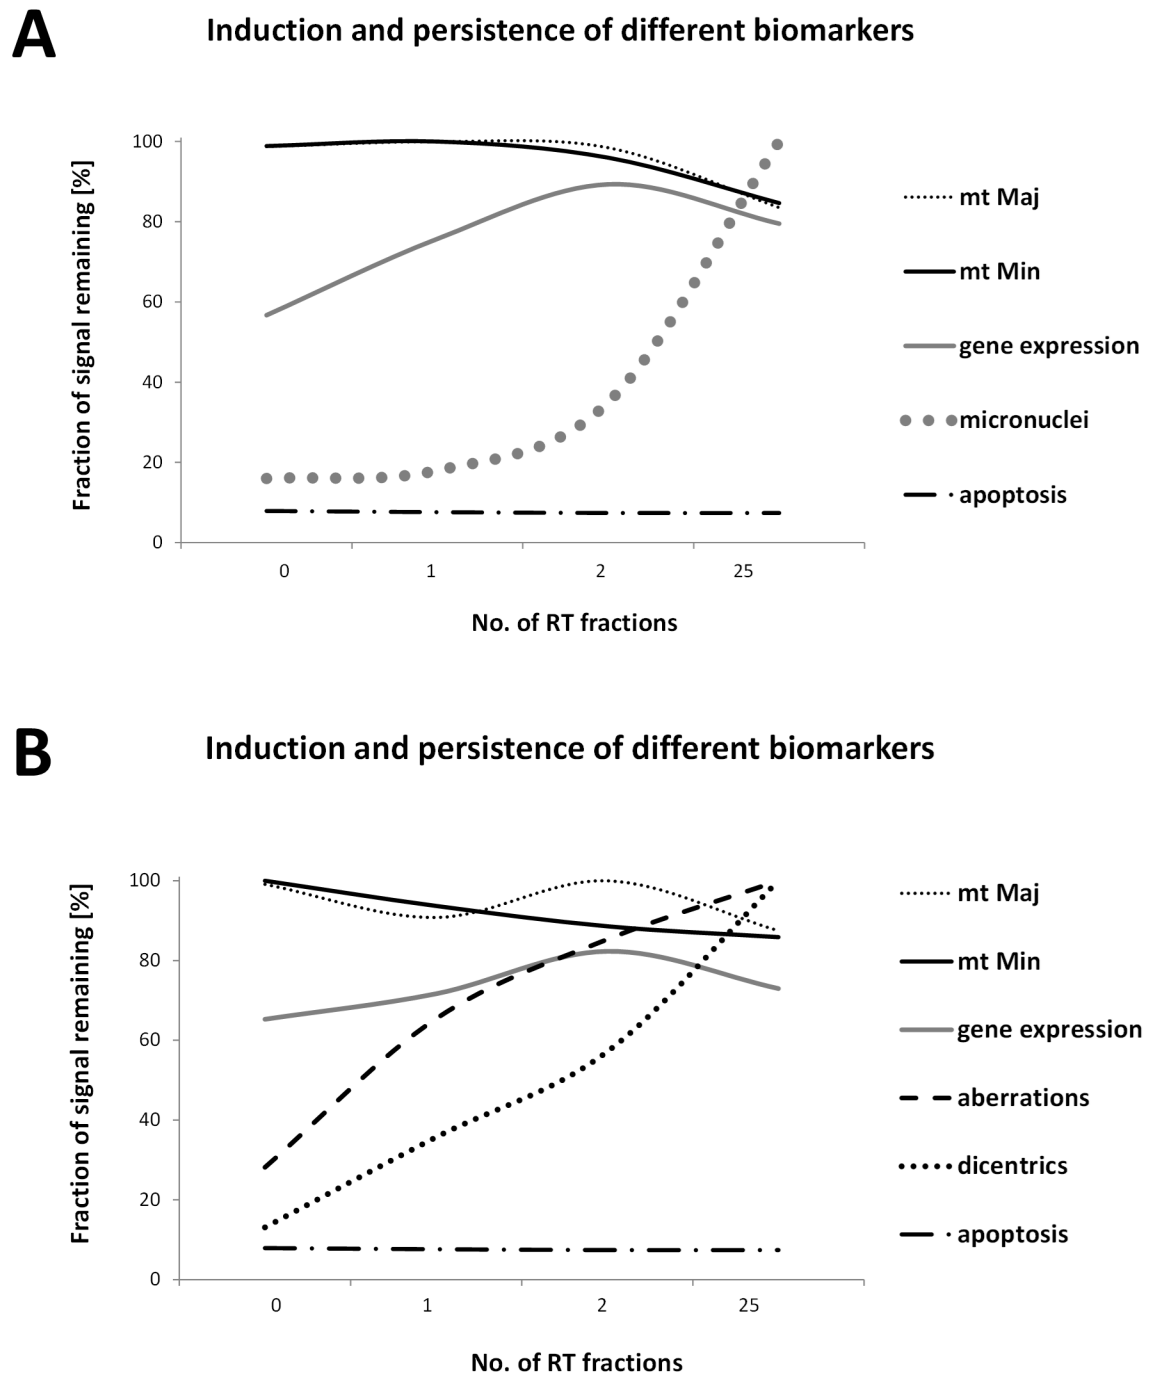 A
Induction and persistence of different biomarkers
Fraction of signal remaining [%]
100
80
60
40
20
0
0 1 2 25
No. of RT fractions
mt Maj
mt Min
gene expression
micronuclei
apoptosis
B
Induction and persistence of different biomarkers
Fraction of signal remaining [%]
100
80
60
40
20
0
0 1 2 25
No. of RT fractions
mt Maj
mt Min
gene expression
aberrations
dicentrics
apoptosis